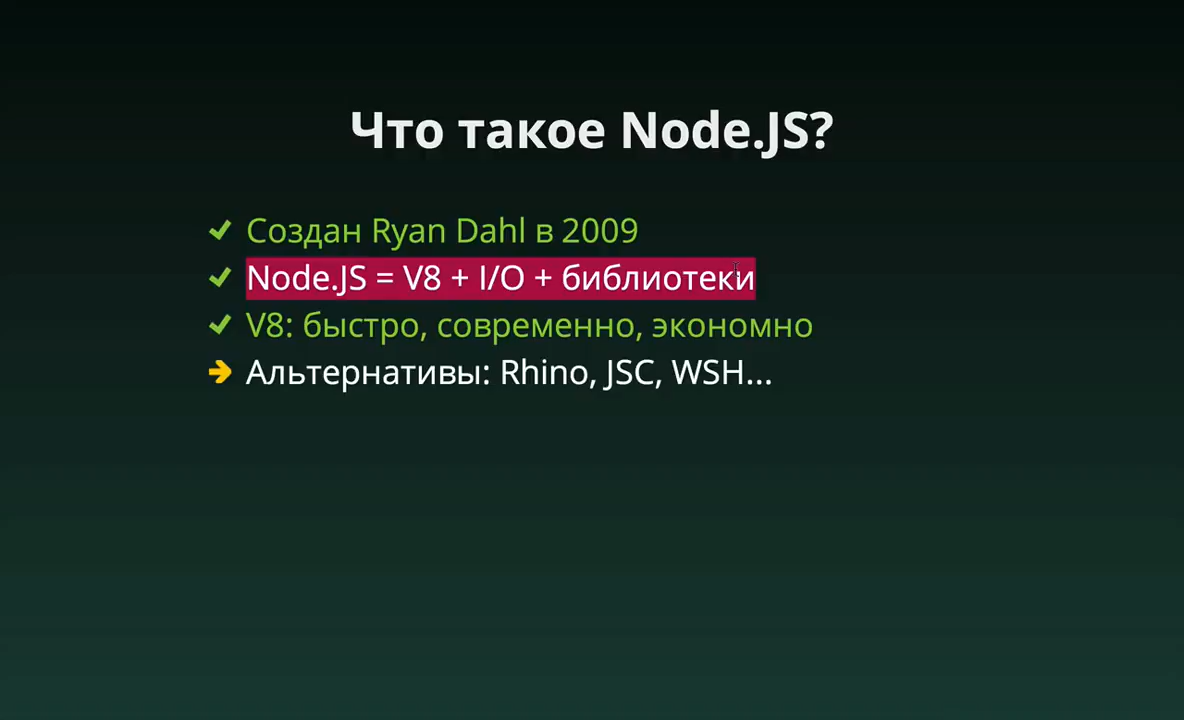 Что такое Node.JS?
Создан Ryan Dahl в 2009
Node.JS = V8 + I/O + библиотеки
V8: быстро, современно, экономно
Альтернативы: Rhino, JSC, WSH...